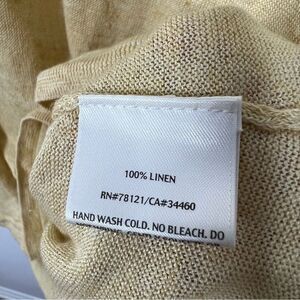 100% LINEN
RN#78121/CA#34460
HAND WASH COLD. NO BLEACH. DO